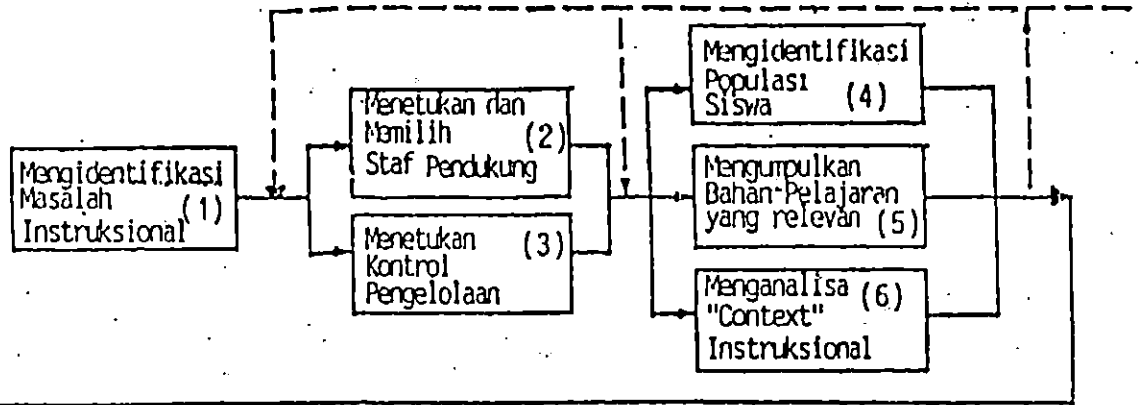 Mengidentifikasi
Masalah
Instruksional (1)
Menetukan dan
Memilih (2)
Staf Pendukung
Menetukan (3)
Kontrol
Pengelolaan
Mengidentifikasi
Populasi
Siswa (4)
Mengumpulkan
Bahan-Pelajaran
yang relevan (5)
Menganalisa (6)
"Context"
Instruksional